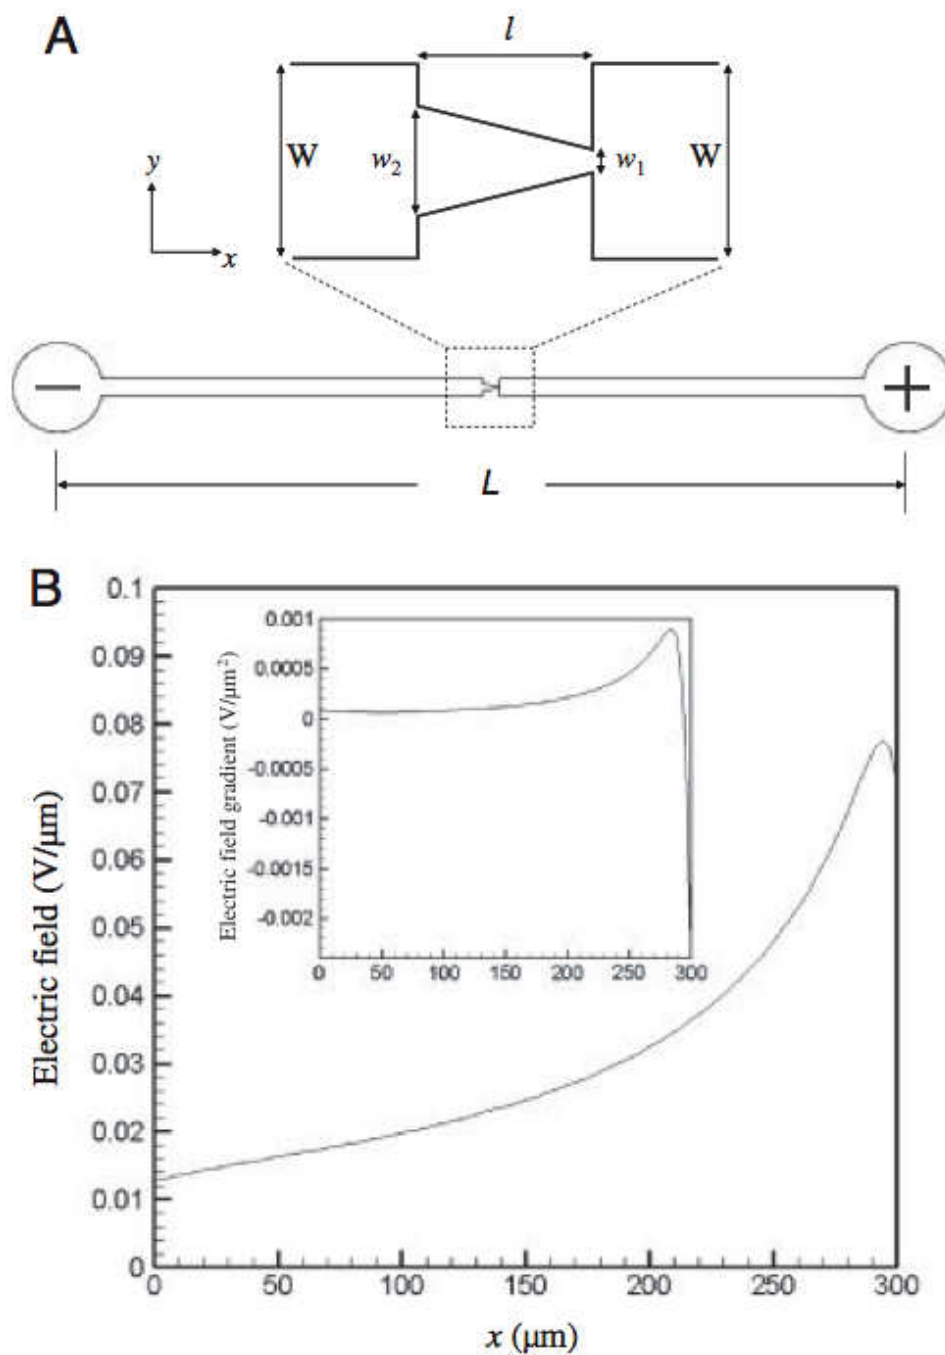 A
l
W
w2
w1
W
y
x
−
+
L
B
Electric field (V/μm)
0.1
0.09
0.08
0.07
0.06
0.05
0.04
0.03
0.02
0.01
0
0 50 100 150 200 250 300
x (μm)
Electric field gradient (V/μm²)
0.001
0.0005
0
-0.0005
-0.001
-0.0015
-0.002
0 50 100 150 200 250 300